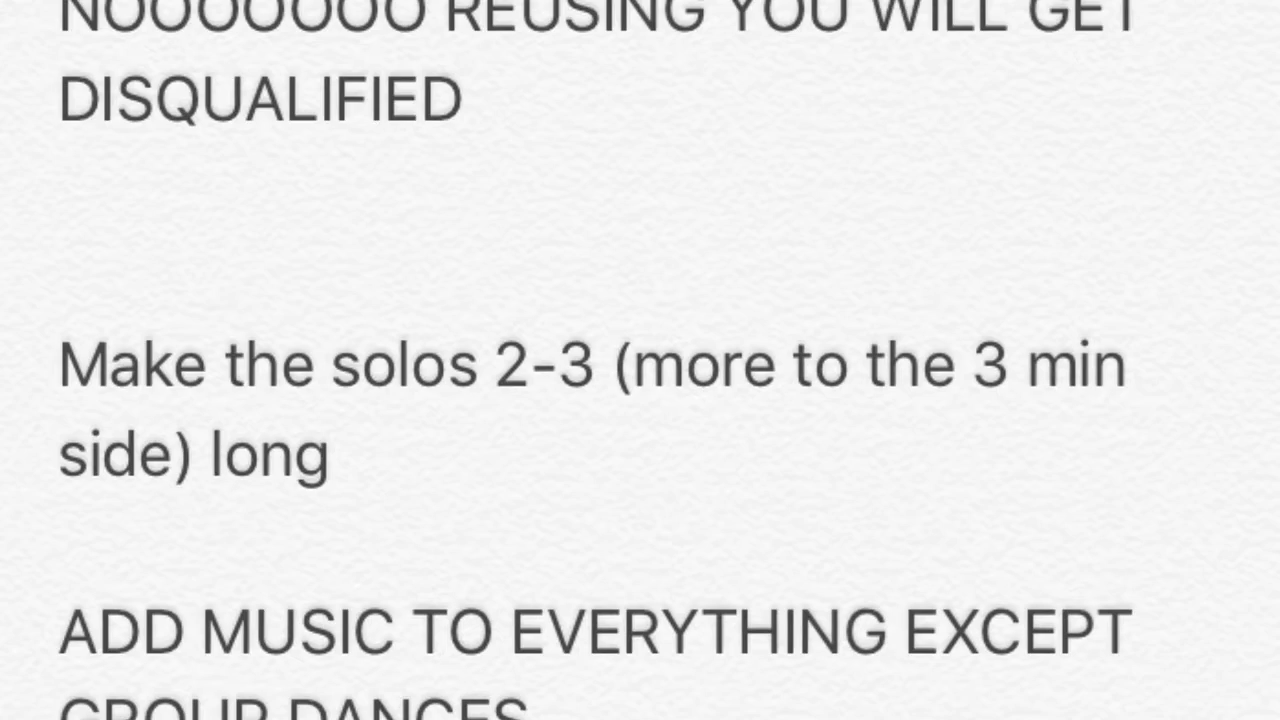 NOOOOOOO REUSING YOU WILL GET
DISQUALIFIED
Make the solos 2-3 (more to the 3 min
side) long
ADD MUSIC TO EVERYTHING EXCEPT
GROUP DANCES